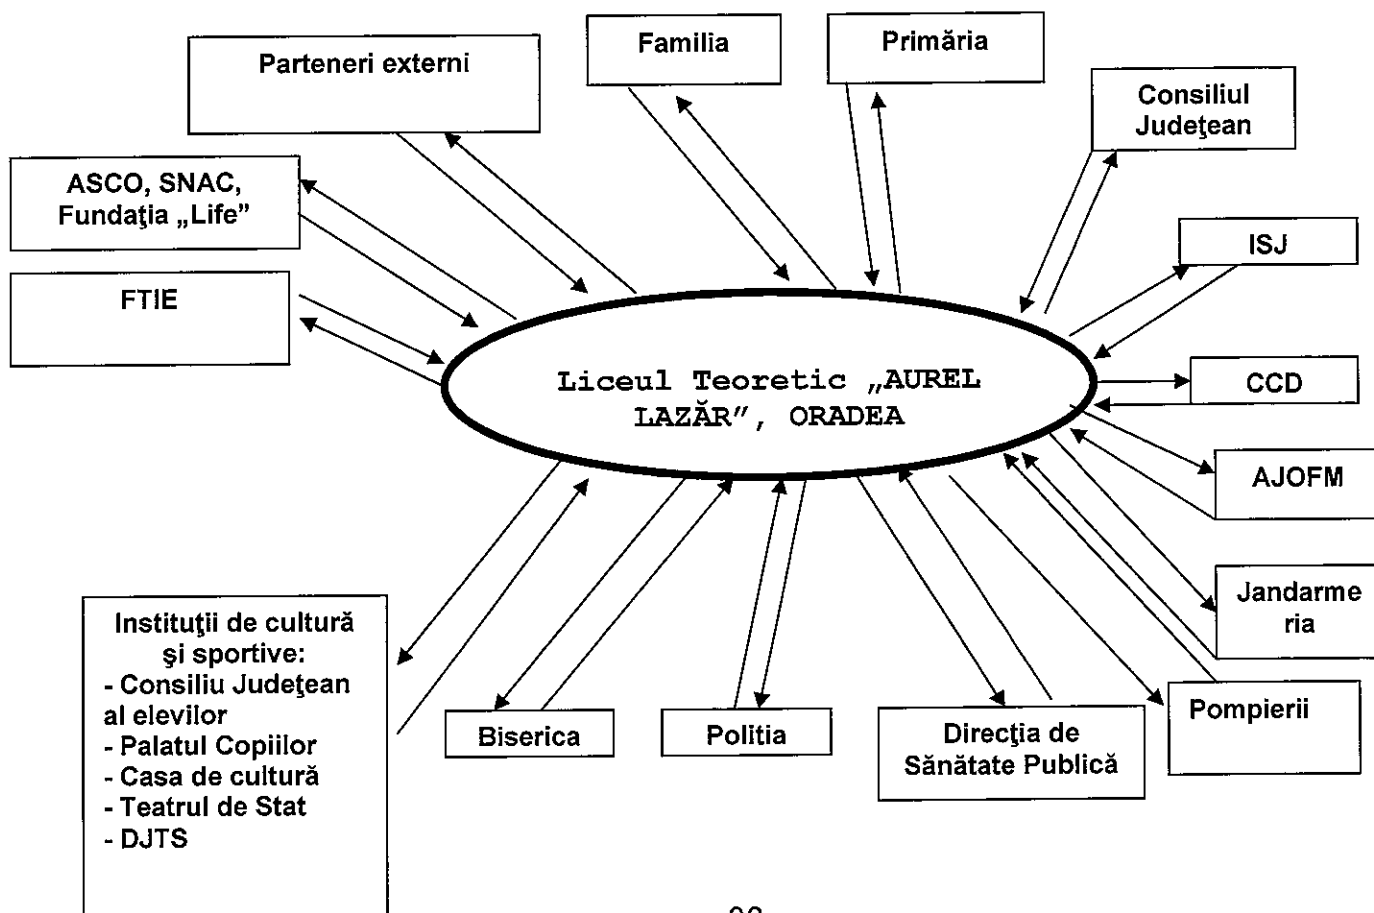 Familia
Primăria
Parteneri externi
Consiliul
Judeţean
ASCO, SNAC,
Fundaţia „Life”
ISJ
FTIE
Liceul Teoretic „AUREL
LAZĂR”, ORADEA
CCD
AJOFM
Jandarme
ria
Instituţii de cultură
şi sportive:
- Consiliu Judeţean
al elevilor
- Palatul Copiilor
- Casa de cultură
- Teatrul de Stat
- DJTS
Biserica
Politia
Direcţia de
Sănătate Publică
Pompierii